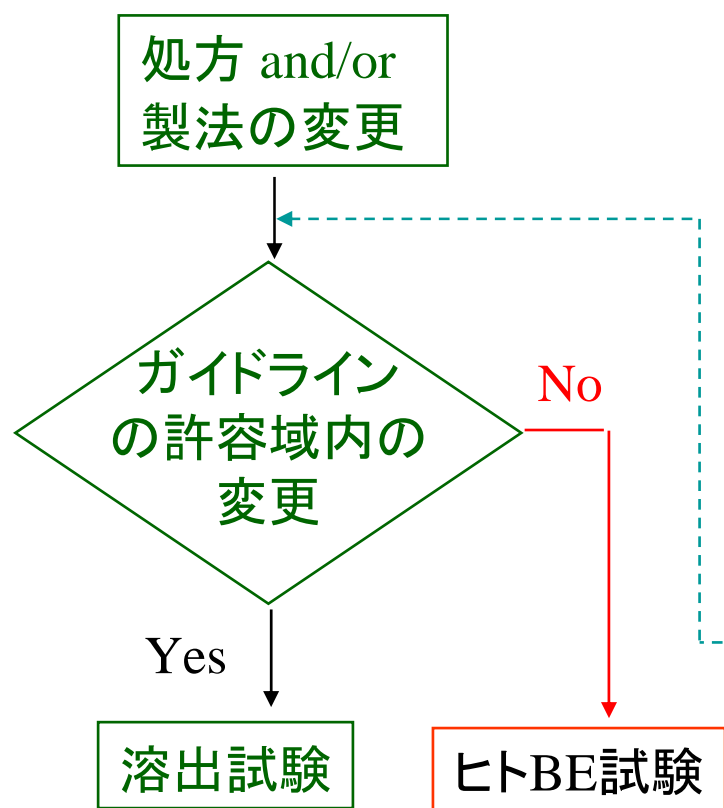 処方 and/or
製法の変更
ガイドライン
の許容域内の
変更
No
Yes
溶出試験
ヒトBE試験